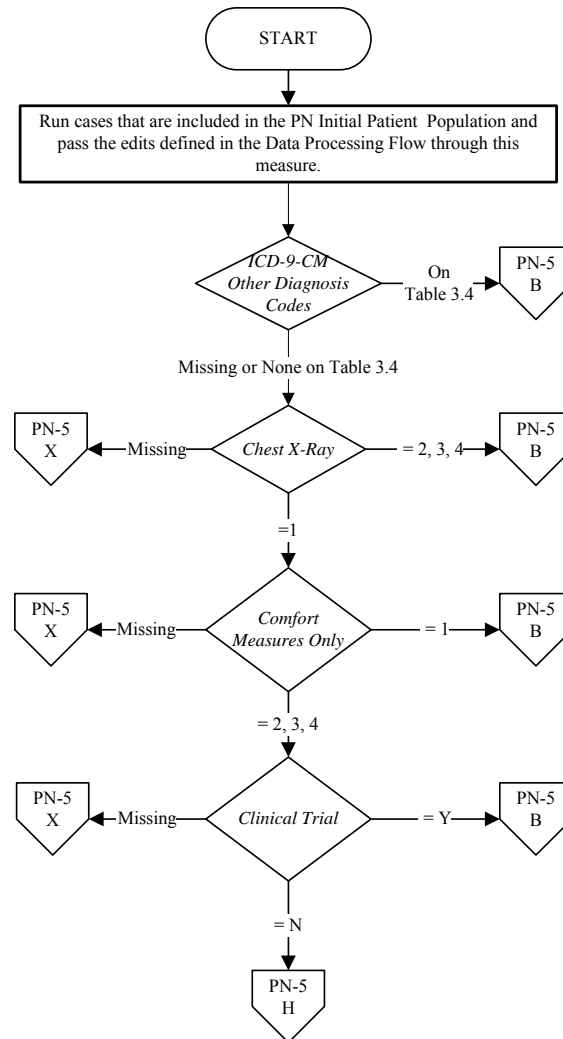 START
Run cases that are included in the PN Initial Patient Population and
pass the edits defined in the Data Processing Flow through this
measure.
ICD-9-CM
Other Diagnosis
Codes
On
Table 3.4
PN-5
B
Missing or None on Table 3.4
PN-5
X
Missing
Chest X-Ray
= 2, 3, 4
PN-5
B
=1
PN-5
X
Missing
Comfort
Measures Only
= 1
PN-5
B
= 2, 3, 4
PN-5
X
Missing
Clinical Trial
= Y
PN-5
B
= N
PN-5
H